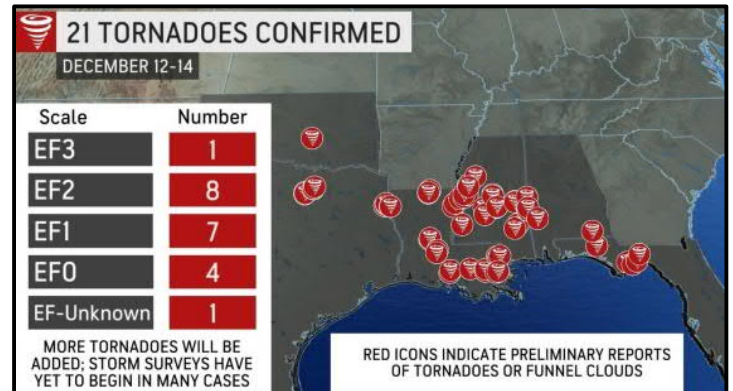 21 TORNADOES CONFIRMED
DECEMBER 12-14
Scale Number
EF3 1
EF2 8
EF1 7
EF0 4
EF-Unknown 1
MORE TORNADOES WILL BE
ADDED; STORM SURVEYS HAVE
YET TO BEGIN IN MANY CASES
RED ICONS INDICATE PRELIMINARY REPORTS
OF TORNADOES OR FUNNEL CLOUDS